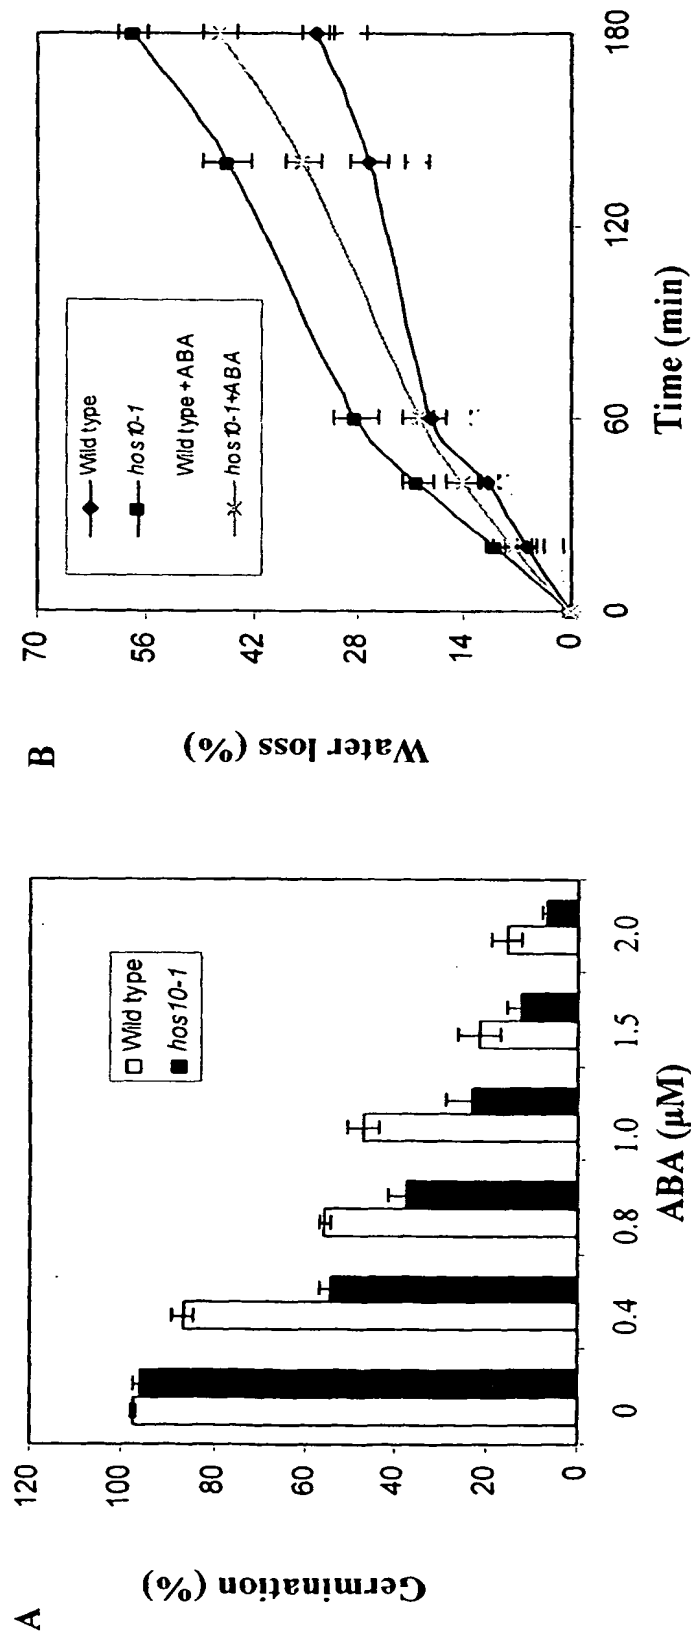 A
Germination (%)
120
100
80
60
40
20
0
Wild type
hos10-1
0 0.4 0.8 1.0 1.5 2.0
ABA (µM)
B
Water loss (%)
70
56
42
28
14
0
Wild type
hos10-1
Wild type +ABA
hos10-1+ABA
0 60 120 180
Time (min)